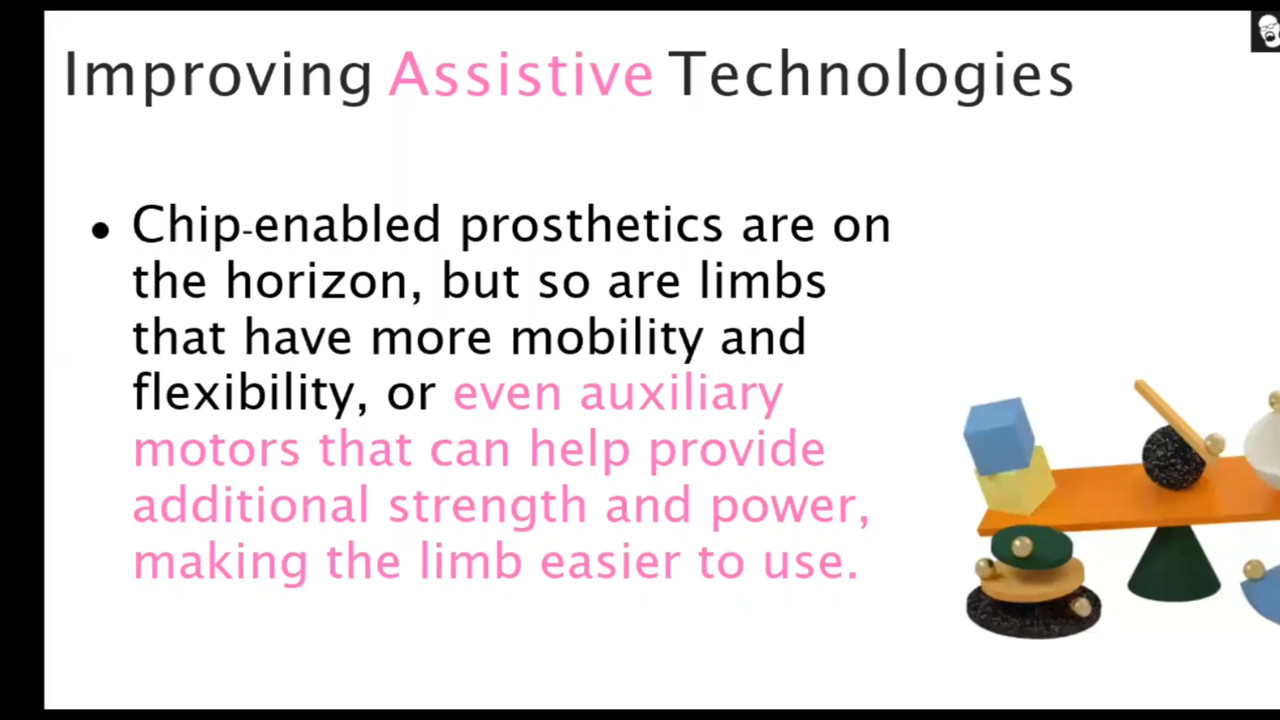 Improving Assistive Technologies
• Chip-enabled prosthetics are on
the horizon, but so are limbs
that have more mobility and
flexibility, or even auxiliary
motors that can help provide
additional strength and power,
making the limb easier to use.